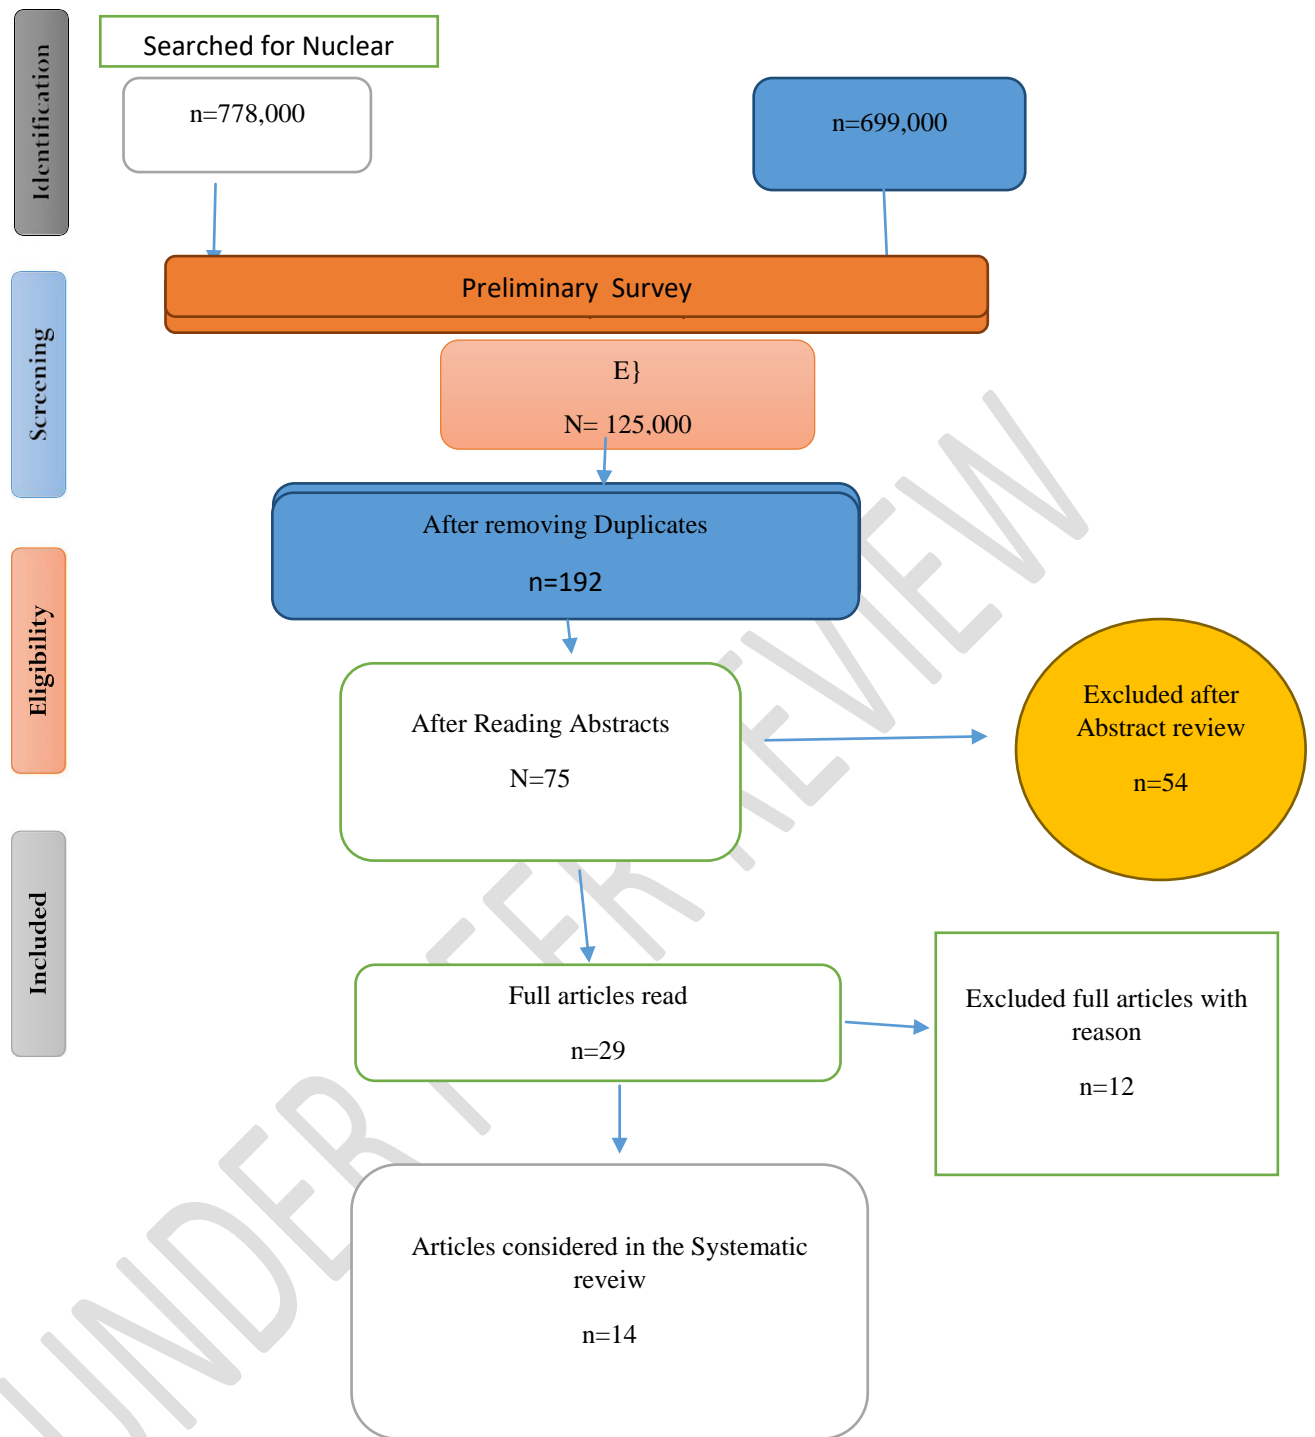 Identification
Searched for Nuclear
n=778,000
n=699,000
Screening
Preliminary  Survey
E}
N= 125,000
After removing Duplicates
n=192
Eligibility
After Reading Abstracts
N=75
Excluded after
Abstract review
n=54
Included
Full articles read
n=29
Excluded full articles with
reason
n=12
Articles considered in the Systematic
reveiw
n=14
UNDER PEER REVIEW